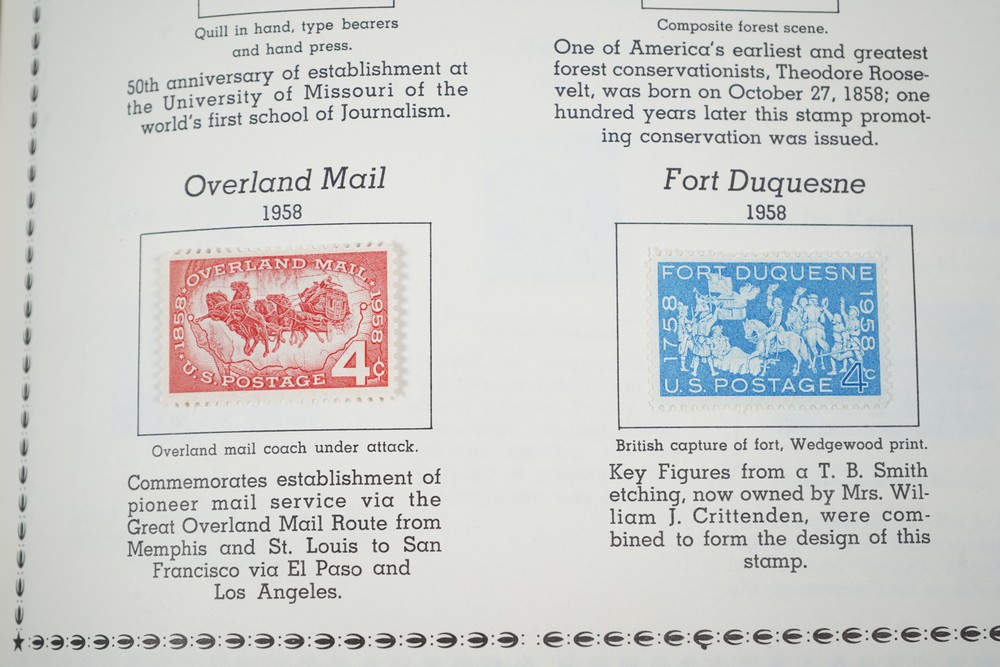 Quill in hand, type bearers
and hand press.
50th anniversary of establishment at
the University of Missouri of the
world's first school of Journalism.
Composite forest scene.
One of America's earliest and greatest
forest conservationists, Theodore Roose-
velt, was born on October 27, 1858; one
hundred years later this stamp promot-
ing conservation was issued.
Overland Mail
1958
OVERLAND MAIL
1858
1958
U.S. POSTAGE
4¢
Overland mail coach under attack.
Commemorates establishment of
pioneer mail service via the
Great Overland Mail Route from
Memphis and St. Louis to San
Francisco via El Paso and
Los Angeles.
Fort Duquesne
1958
FORT DUQUESNE
1758
1958
U.S. POSTAGE
4c
British capture of fort, Wedgewood print.
Key Figures from a T. B. Smith
etching, now owned by Mrs. Wil-
liam J. Crittenden, were com-
bined to form the design of this
stamp.